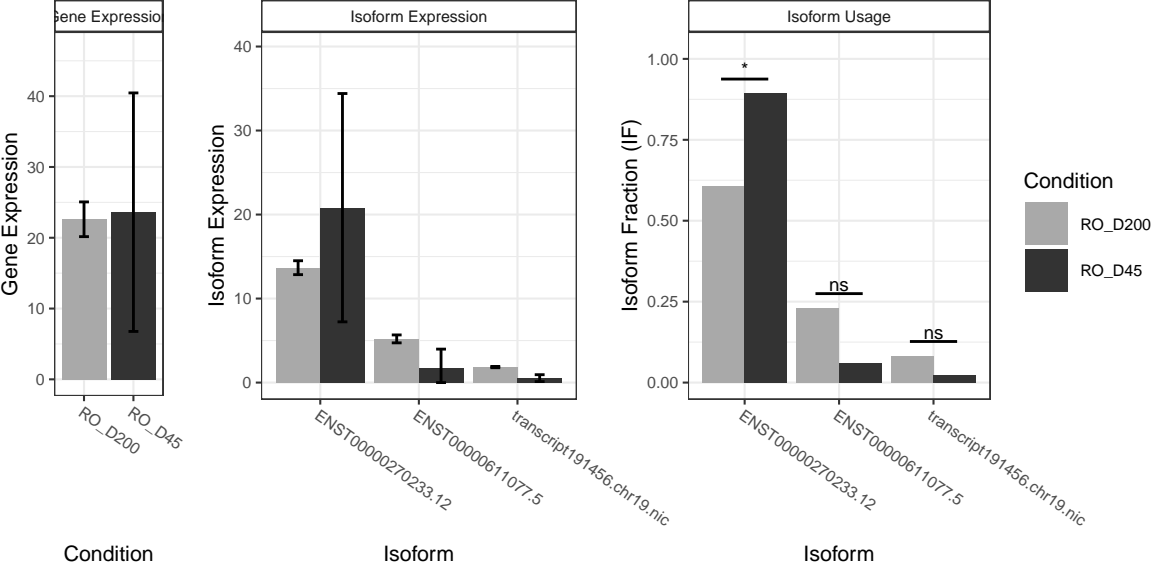 Gene Expression
Gene Expression
40
30
20
10
0
RO_D200
RO_D45
Condition
Isoform Expression
Isoform Expression
40
30
20
10
0
ENST00000270233.12
ENST00000611077.5
transcript191456.chr19.nic
Isoform
Isoform Usage
Isoform Fraction (IF)
1.00
0.75
0.50
0.25
0.00
*
ns
ns
ENST00000270233.12
ENST00000611077.5
transcript191456.chr19.nic
Isoform
Condition
RO_D200
RO_D45